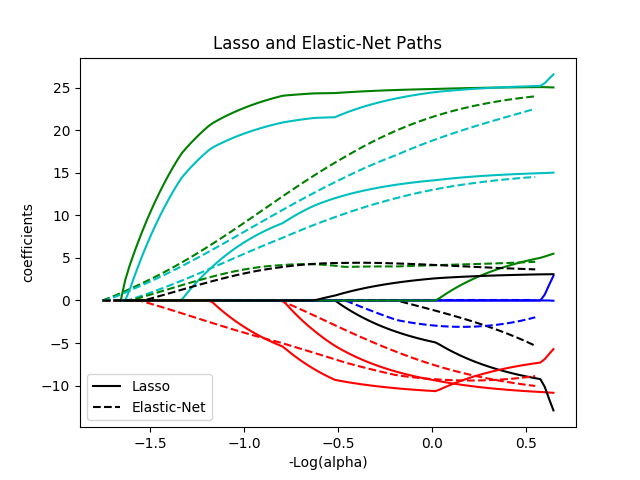 Lasso and Elastic-Net Paths
25
20
15
10
5
0
−5
−10
coefficients
Lasso
Elastic-Net
−1.5
−1.0
−0.5
0.0
0.5
-Log(alpha)